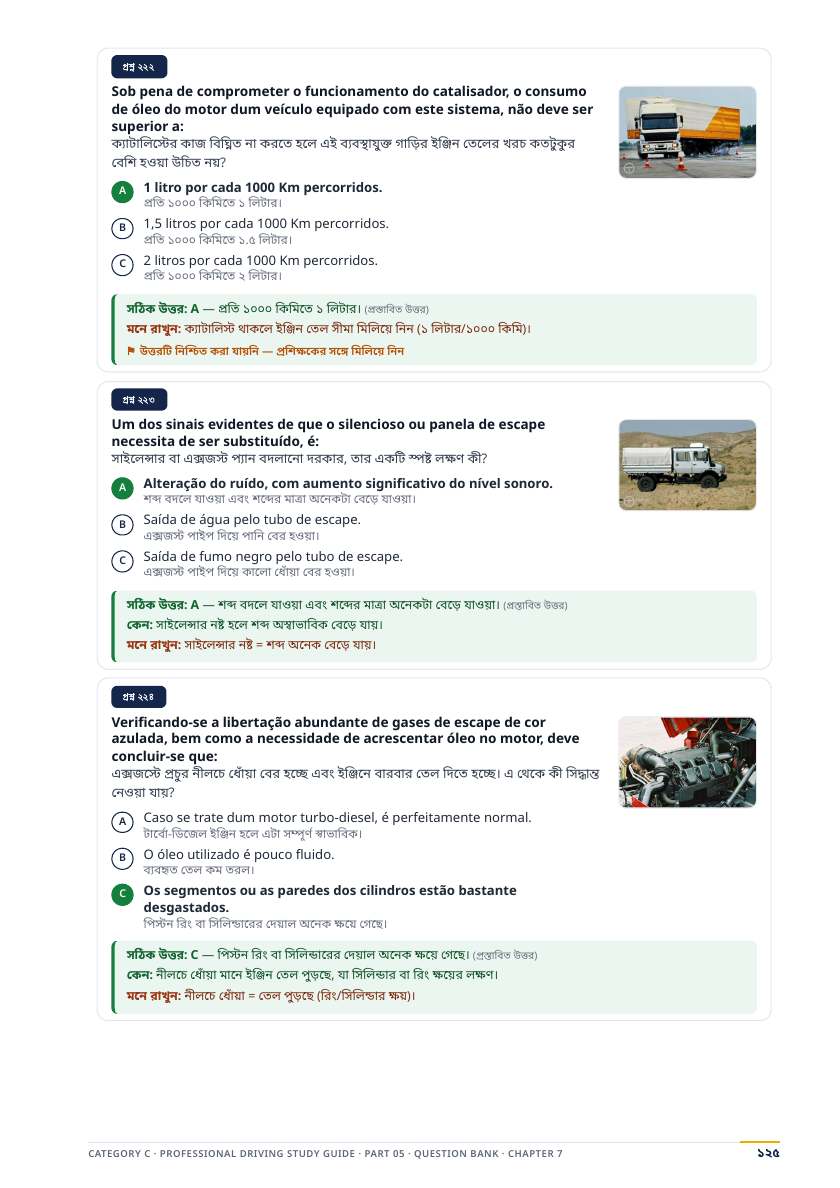 প্রশ্ন ২২২
Sob pena de comprometer o funcionamento do catalisador, o consumo
de óleo do motor dum veículo equipado com este sistema, não deve ser
superior a:
ক্যাটালিস্টের কাজ বিঘ্নিত না করতে হলে এই ব্যবস্থাযুক্ত গাড়ির ইঞ্জিন তেলের খরচ কতটুকুর
বেশি হওয়া উচিত নয়?
A 1 litro por cada 1000 Km percorridos.
প্রতি ১০০০ কিমিতে ১ লিটার।
B 1,5 litros por cada 1000 Km percorridos.
প্রতি ১০০০ কিমিতে ১.৫ লিটার।
C 2 litros por cada 1000 Km percorridos.
প্রতি ১০০০ কিমিতে ২ লিটার।
সঠিক উত্তর: A — প্রতি ১০০০ কিমিতে ১ লিটার। (প্রস্তাবিত উত্তর)
মনে রাখুন: ক্যাটালিস্ট থাকলে ইঞ্জিন তেল সীমা মিলিয়ে নিন (১ লিটার/১০০০ কিমি)।
⚑ উত্তরটি নিশ্চিত করা যায়নি — প্রশিক্ষকের সঙ্গে মিলিয়ে নিন
প্রশ্ন ২২৩
Um dos sinais evidentes de que o silencioso ou panela de escape
necessita de ser substituído, é:
সাইলেন্সার বা এক্সজস্ট প্যান বদলানো দরকার, তার একটি স্পষ্ট লক্ষণ কী?
A Alteração do ruído, com aumento significativo do nível sonoro.
শব্দ বদলে যাওয়া এবং শব্দের মাত্রা অনেকটা বেড়ে যাওয়া।
B Saída de água pelo tubo de escape.
এক্সজস্ট পাইপ দিয়ে পানি বের হওয়া।
C Saída de fumo negro pelo tubo de escape.
এক্সজস্ট পাইপ দিয়ে কালো ধোঁয়া বের হওয়া।
সঠিক উত্তর: A — শব্দ বদলে যাওয়া এবং শব্দের মাত্রা অনেকটা বেড়ে যাওয়া। (প্রস্তাবিত উত্তর)
কেন: সাইলেন্সার নষ্ট হলে শব্দ অস্বাভাবিক বেড়ে যায়।
মনে রাখুন: সাইলেন্সার নষ্ট = শব্দ অনেক বেড়ে যায়।
প্রশ্ন ২২৪
Verificando-se a libertação abundante de gases de escape de cor
azulada, bem como a necessidade de acrescentar óleo no motor, deve
concluir-se que:
এক্সজস্টে প্রচুর নীলচে ধোঁয়া বের হচ্ছে এবং ইঞ্জিনে বারবার তেল দিতে হচ্ছে। এ থেকে কী সিদ্ধান্ত
নেওয়া যায়?
A Caso se trate dum motor turbo-diesel, é perfeitamente normal.
টার্বো-ডিজেল ইঞ্জিন হলে এটা সম্পূর্ণ স্বাভাবিক।
B O óleo utilizado é pouco fluido.
ব্যবহৃত তেল কম তরল।
C Os segmentos ou as paredes dos cilindros estão bastante
desgastados.
পিস্টন রিং বা সিলিন্ডারের দেয়াল অনেক ক্ষয়ে গেছে।
সঠিক উত্তর: C — পিস্টন রিং বা সিলিন্ডারের দেয়াল অনেক ক্ষয়ে গেছে। (প্রস্তাবিত উত্তর)
কেন: নীলচে ধোঁয়া মানে ইঞ্জিন তেল পুড়ছে, যা সিলিন্ডার বা রিং ক্ষয়ের লক্ষণ।
মনে রাখুন: নীলচে ধোঁয়া = তেল পুড়ছে (রিং/সিলিন্ডার ক্ষয়)।
CATEGORY C · PROFESSIONAL DRIVING STUDY GUIDE · PART 05 · QUESTION BANK · CHAPTER 7 ১২৫